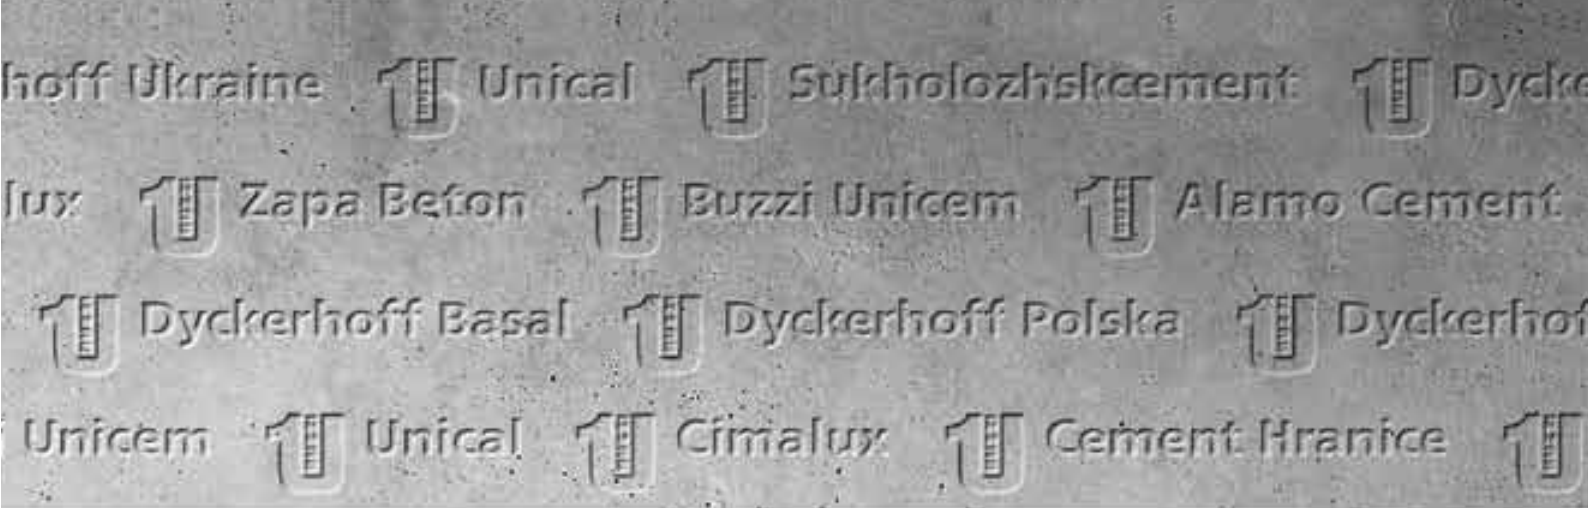 hoff Ukraine Unical Sukholozhskcement Dycke
lux Zapa Beton Buzzi Unicem Alamo Cement
Dyckerhoff Basal Dyckerhoff Polska Dyckerhof
Unicem Unical Cimalux Cement Hranice